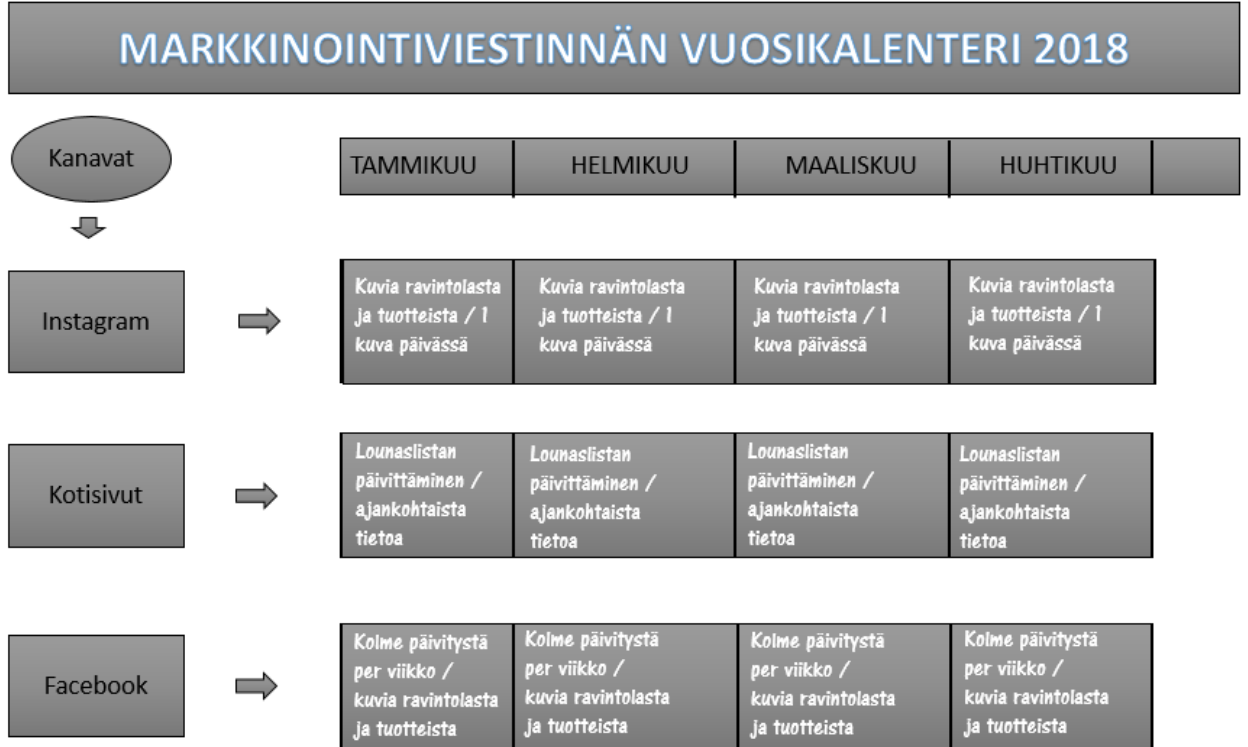 MARKKINOINTIVIESTINNÄN VUOSIKALENTERI 2018
Kanavat
TAMMIKUU
HELMIKUU
MAALISKUU
HUHTIKUU
Instagram
Kuvia ravintolasta
ja tuotteista / 1
kuva päivässä
Kuvia ravintolasta
ja tuotteista / 1
kuva päivässä
Kuvia ravintolasta
ja tuotteista / 1
kuva päivässä
Kuvia ravintolasta
ja tuotteista / 1
kuva päivässä
Kotisivut
Lounaslistan
päivittäminen /
ajankohtaista
tietoa
Lounaslistan
päivittäminen /
ajankohtaista
tietoa
Lounaslistan
päivittäminen /
ajankohtaista
tietoa
Lounaslistan
päivittäminen /
ajankohtaista
tietoa
Facebook
Kolme päivitystä
per viikko /
kuvia ravintolasta
ja tuotteista
Kolme päivitystä
per viikko /
kuvia ravintolasta
ja tuotteista
Kolme päivitystä
per viikko /
kuvia ravintolasta
ja tuotteista
Kolme päivitystä
per viikko /
kuvia ravintolasta
ja tuotteista